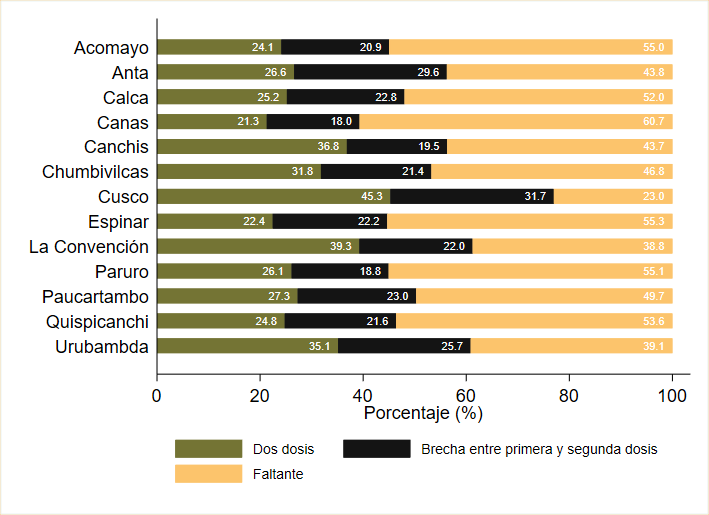 Acomayo 24.1 20.9 55.0
Anta 26.6 29.6 43.8
Calca 25.2 22.8 52.0
Canas 21.3 18.0 60.7
Canchis 36.8 19.5 43.7
Chumbivilcas 31.8 21.4 46.8
Cusco 45.3 31.7 23.0
Espinar 22.4 22.2 55.3
La Convención 39.3 22.0 38.8
Paruro 26.1 18.8 55.1
Paucartambo 27.3 23.0 49.7
Quispicanchi 24.8 21.6 53.6
Urubambda 35.1 25.7 39.1
0 20 40 60 80 100
Porcentaje (%)
Dos dosis Brecha entre primera y segunda dosis
Faltante